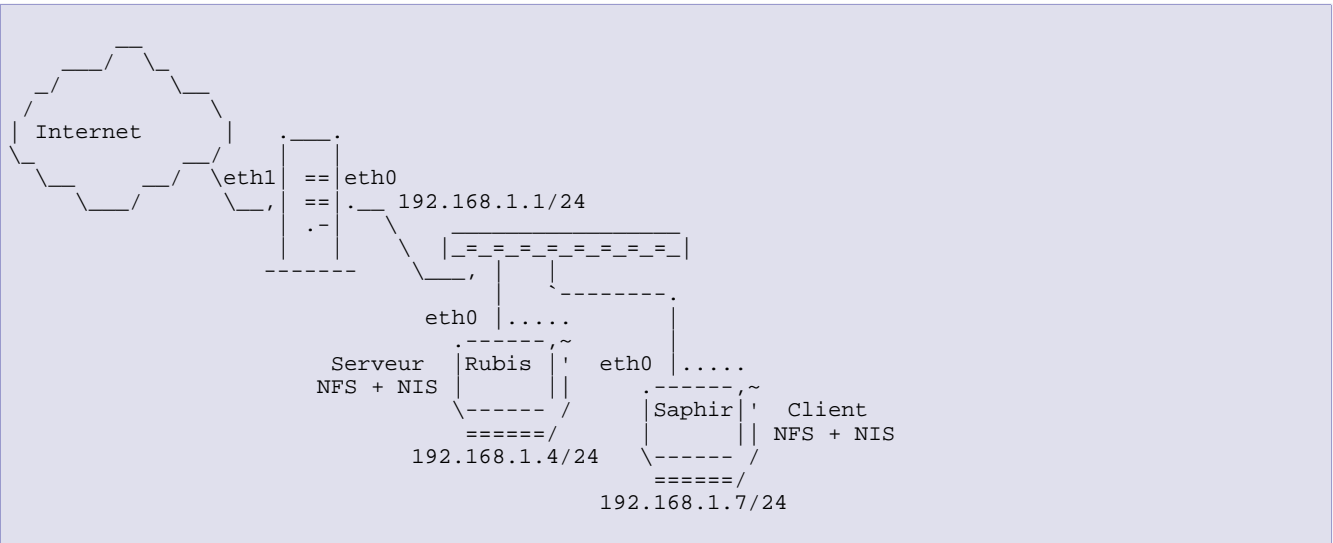 Internet
eth1 == eth0
== 192.168.1.1/24
eth0
Serveur Rubis eth0
NFS + NIS
Saphir Client
NFS + NIS
192.168.1.4/24
192.168.1.7/24